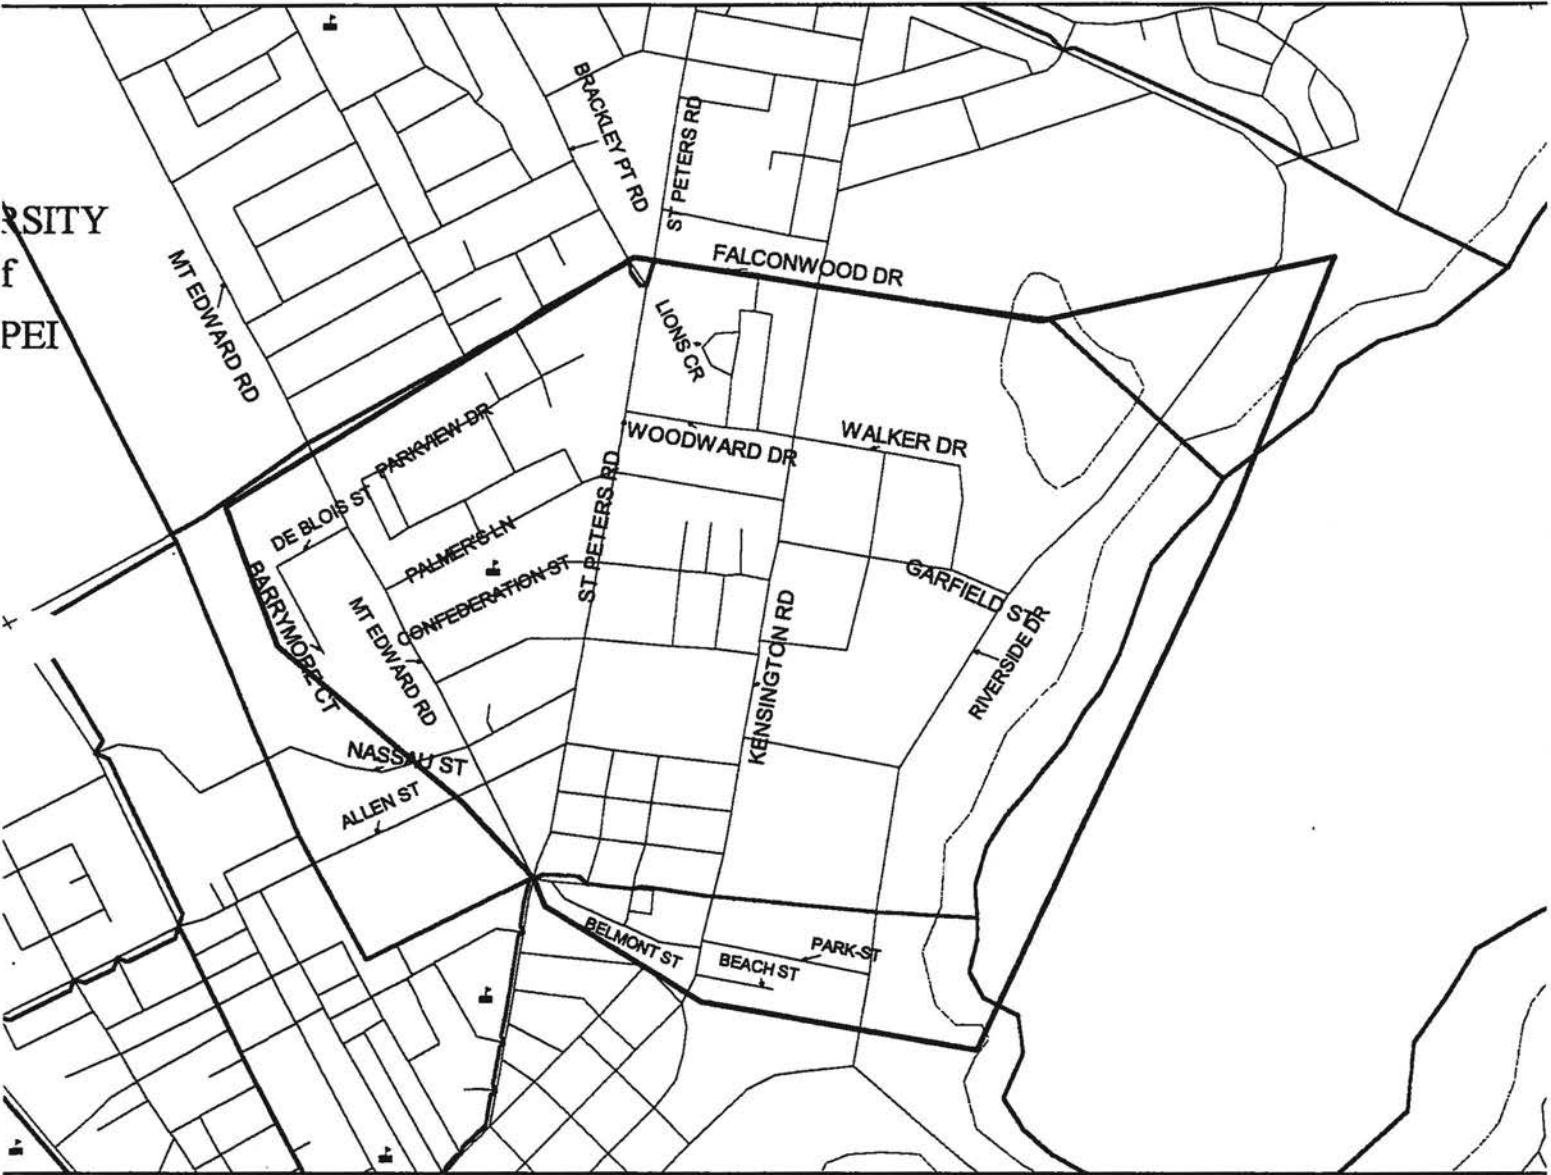 RSITY
f
PEI
BRACKLEY PT RD
ST PETERS RD
MT EDWARD RD
FALCONWOOD DR
LIONS CR
PARKVIEW DR
WOODWARD DR
WALKER DR
DE BLOIS ST
ST PETERS RD
PALMER'S LN
CONFEDERATION ST
GARFIELD ST
BARRYMORE CT
MT EDWARD RD
KENSINGTON RD
RIVERSIDE DR
NASSAU ST
ALLEN ST
BELMONT ST
PARK ST
BEACH ST